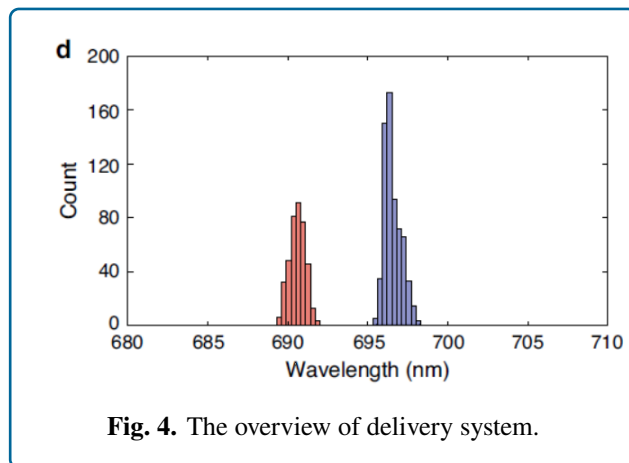 d
200
160
120
80
40
0
Count
680 685 690 695 700 705 710
Wavelength (nm)
Fig. 4. The overview of delivery system.